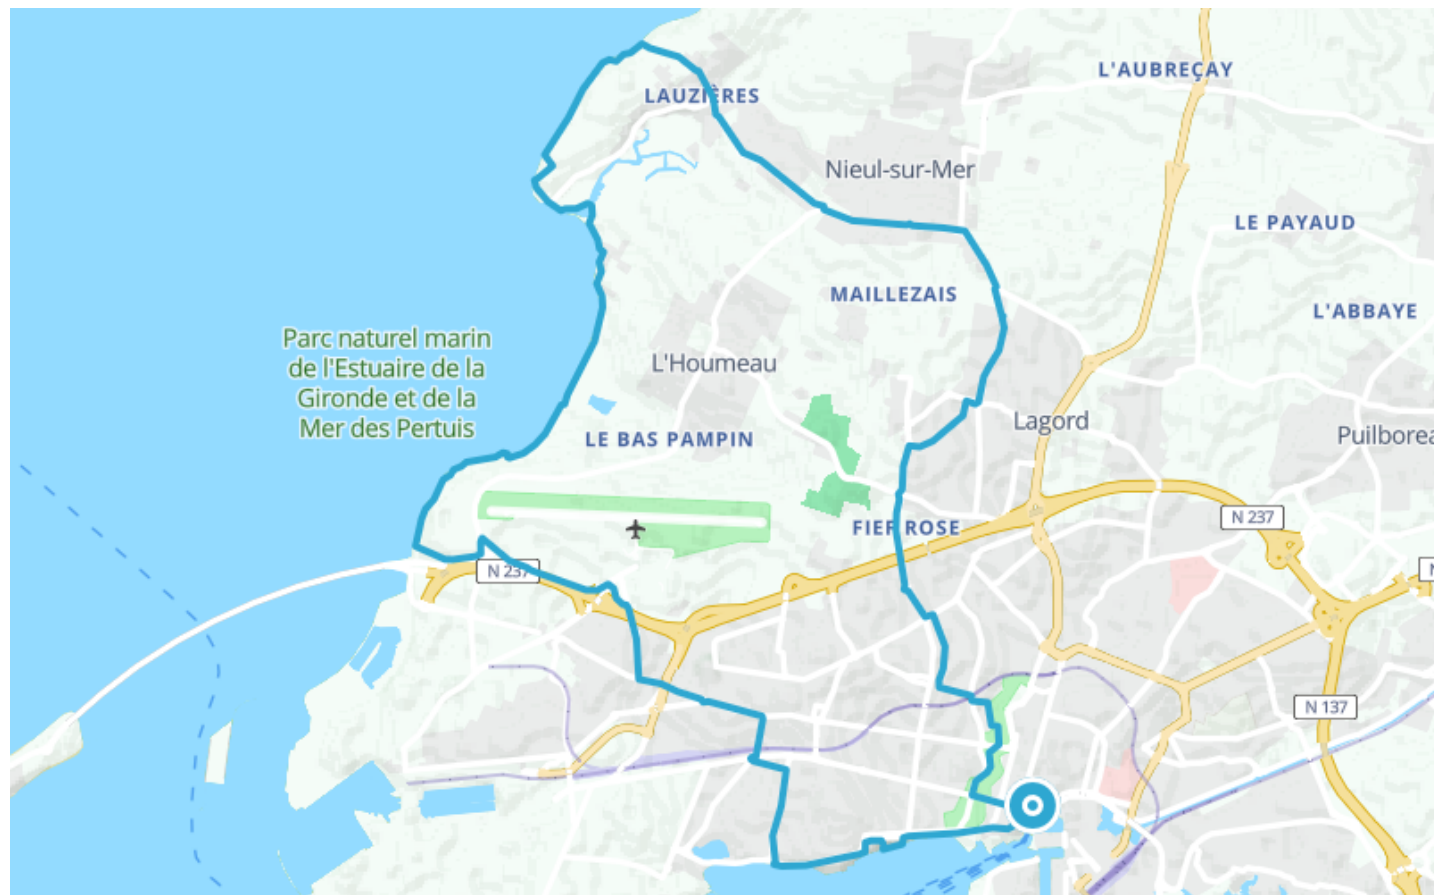 L'AUBREÇAY
LAUZIÈRES
Nieul-sur-Mer
LE PAYAUD
MAILLEZAIS
L'ABBAYE
Parc naturel marin
de l'Estuaire de la
Gironde et de la
Mer des Pertuis
L'Houmeau
Lagord
LE BAS PAMPIN
Puilborea
N 237
FIEF ROSE
N 237
N
N 137